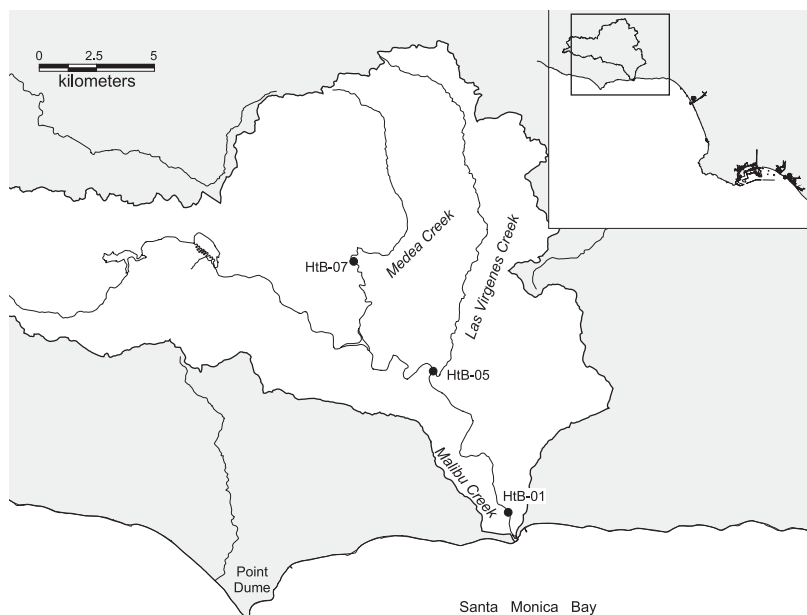 0 2.5 5
kilometers
Medea Creek
HtB-07
Las Virgenes Creek
HtB-05
Malibu Creek
HtB-01
Point
Dume
Santa Monica Bay